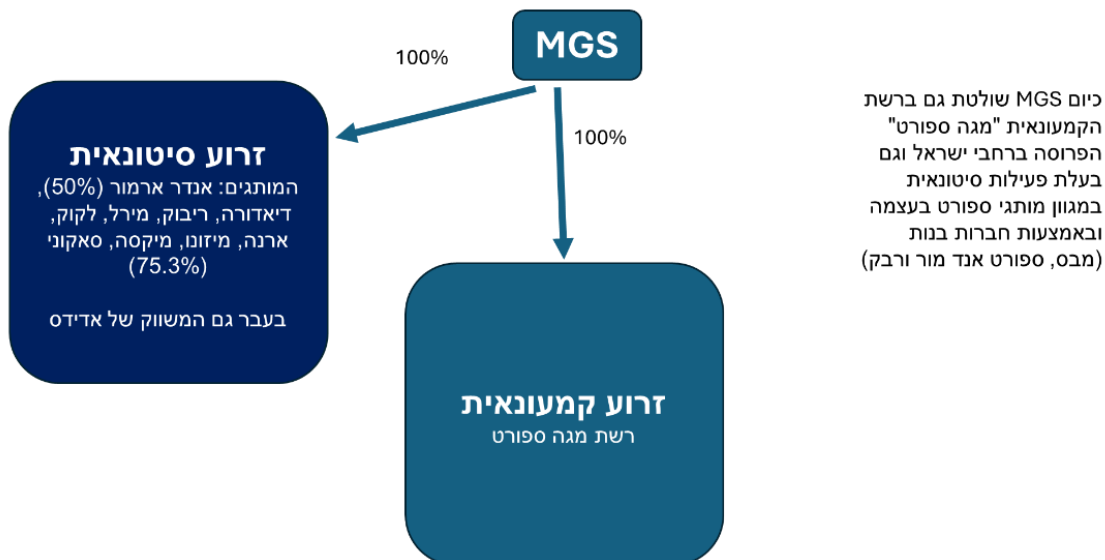 MGS
100%
100%
כיום MGS שולטת גם ברשת
הקמעונאית "מגה ספורט"
הפרוסה ברחבי ישראל וגם
בעלת פעילות סיטונאית
במגוון מותגי ספורט בעצמה
ובאמצעות חברות בנות
(מבס, ספורט אנד מור ורבק)
זרוע סיטונאית
המותגים: אנדר ארמור (50%),
דיאדורה, ריבוק, מירל, לקוק,
ארנה, מיזונו, מיקסה, סאקוני
(75.3%)
בעבר גם המשווק של אדידס
זרוע קמעונאית
רשת מגה ספורט